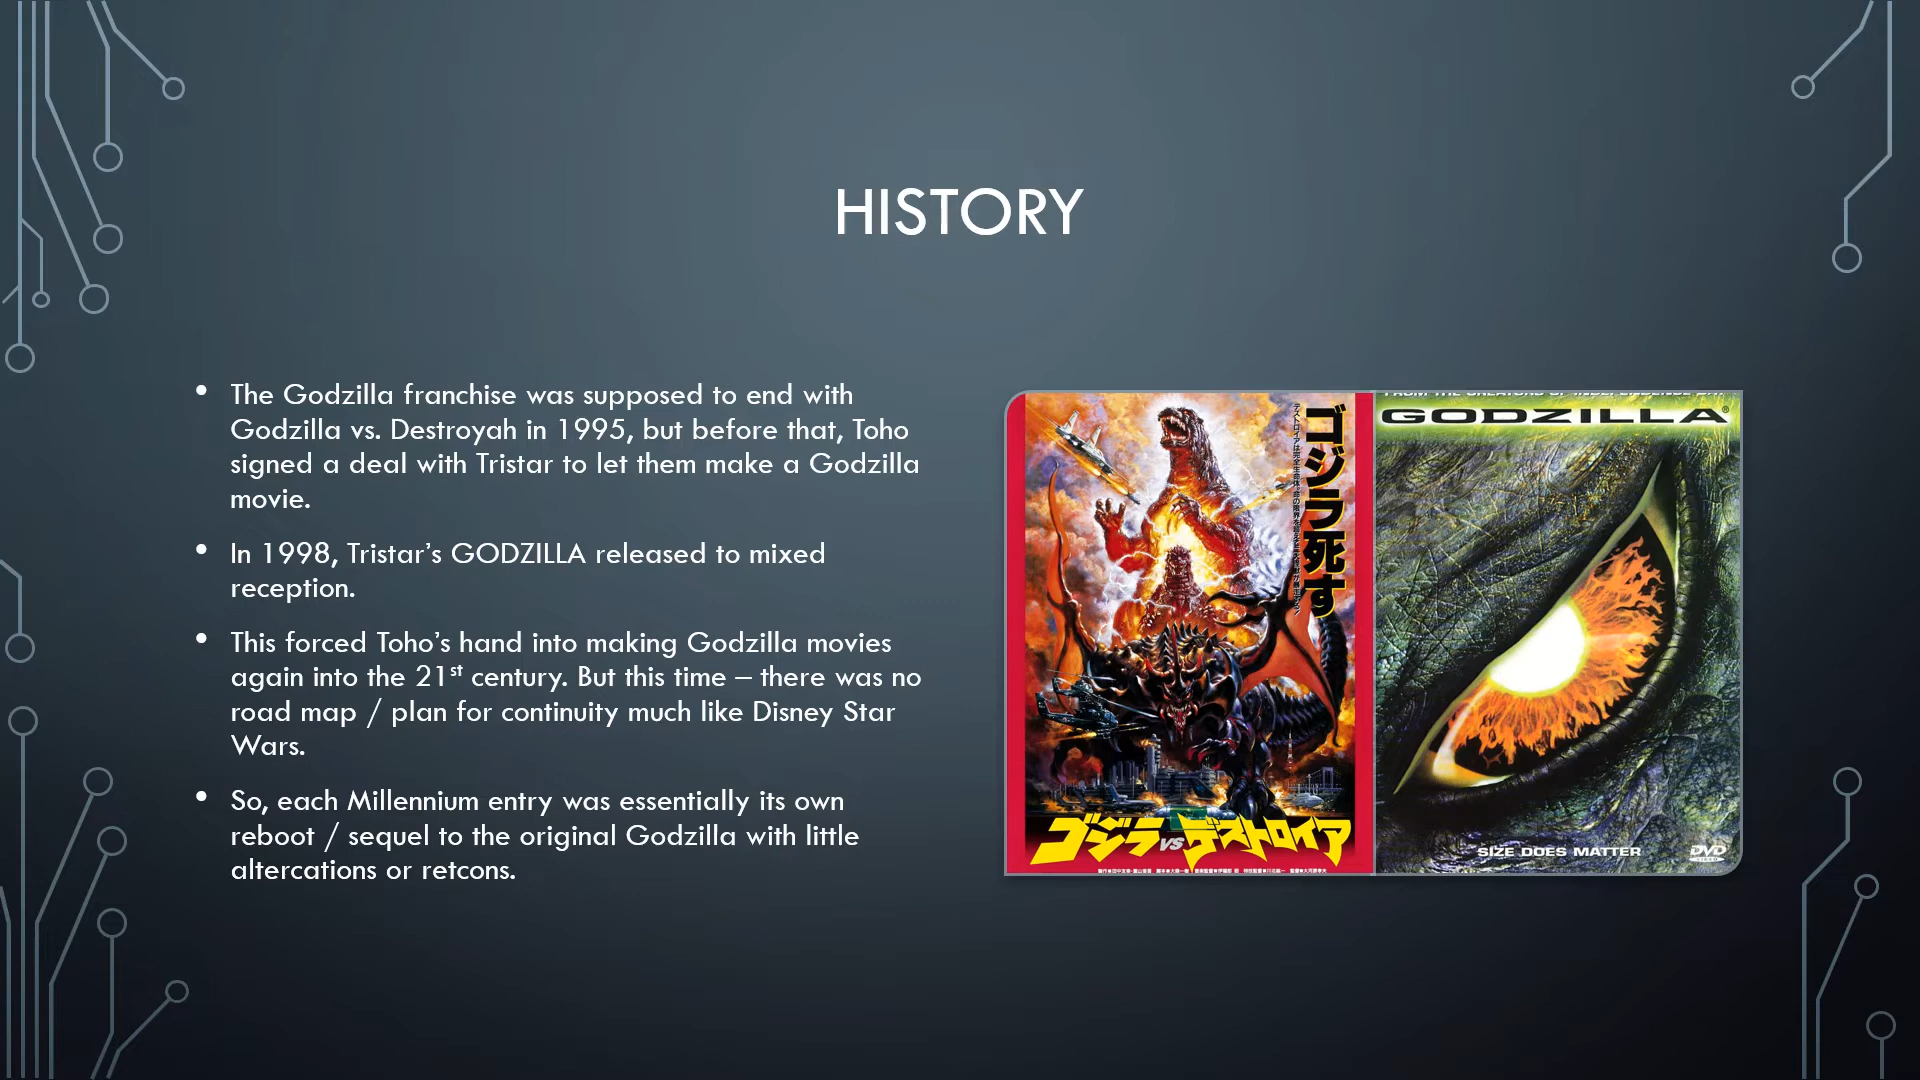 HISTORY
• The Godzilla franchise was supposed to end with
Godzilla vs. Destroyah in 1995, but before that, Toho
signed a deal with Tristar to let them make a Godzilla
movie.
• In 1998, Tristar’s GODZILLA released to mixed
reception.
• This forced Toho’s hand into making Godzilla movies
again into the 21st century. But this time – there was no
road map / plan for continuity much like Disney Star
Wars.
• So, each Millennium entry was essentially its own
reboot / sequel to the original Godzilla with little
altercations or retcons.
ゴジラ死す
ゴジラvsデストロイア
GODZILLA®
SIZE DOES MATTER
DVD
VIDEO